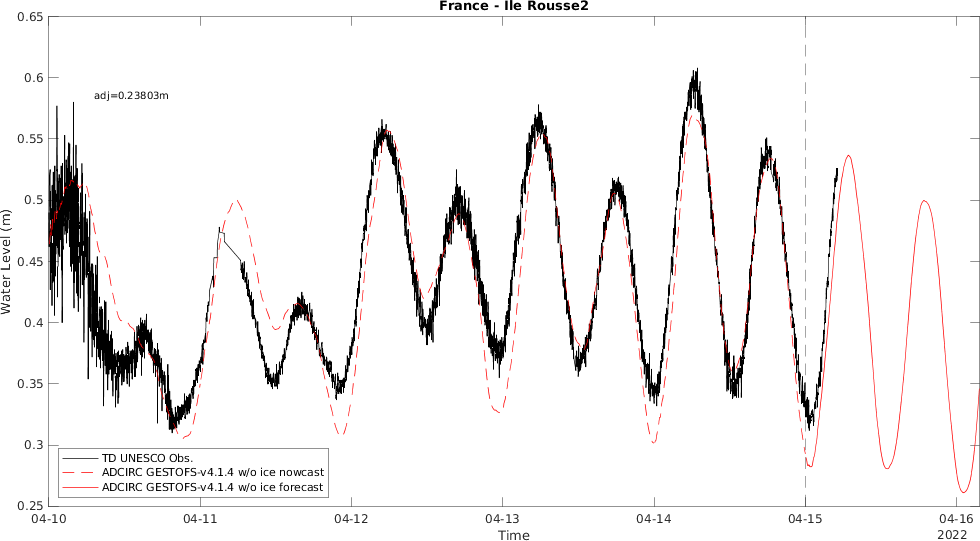 France - Ile Rousse2
adj=0.23803m
0.65
0.6
0.55
0.5
0.45
0.4
0.35
0.3
0.25
Water Level (m)
TD UNESCO Obs.
ADCIRC GESTOFS-v4.1.4 w/o ice nowcast
ADCIRC GESTOFS-v4.1.4 w/o ice forecast
04-10 04-11 04-12 04-13 04-14 04-15 04-16
Time
2022